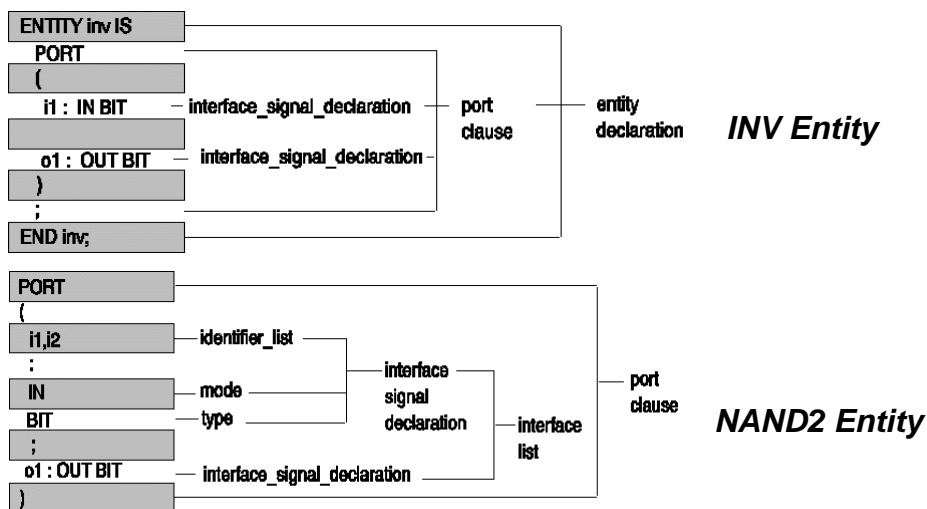 ENTITY inv IS
PORT
(
i1 : IN BIT interface_signal_declaration port clause entity declaration INV Entity
o1 : OUT BIT interface_signal_declaration
)
;
END inv;
PORT
(
i1,i2 identifier_list
:
interface signal declaration
IN mode port clause
BIT type interface list NAND2 Entity
;
o1 : OUT BIT interface_signal_declaration
)